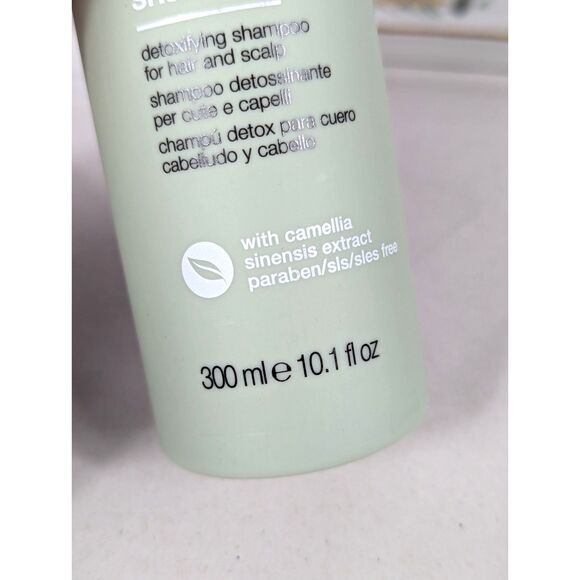 detoxifying shampoo
for hair and scalp
shampoo detossinante
per cute e capelli
champú detox para cuero
cabelludo y cabello
with camellia
sinensis extract
paraben/sls/sles free
300 ml e 10.1 fl oz